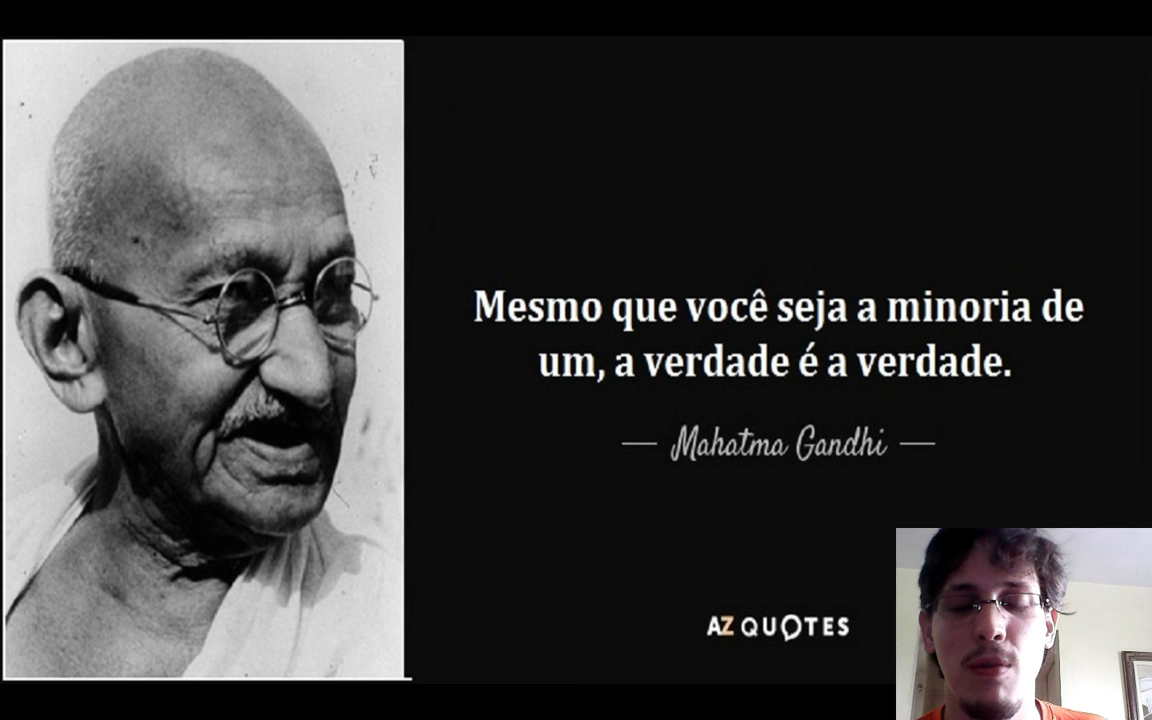 Mesmo que você seja a minoria de
um, a verdade é a verdade.
Mahatma Gandhi
AZ QUOTES